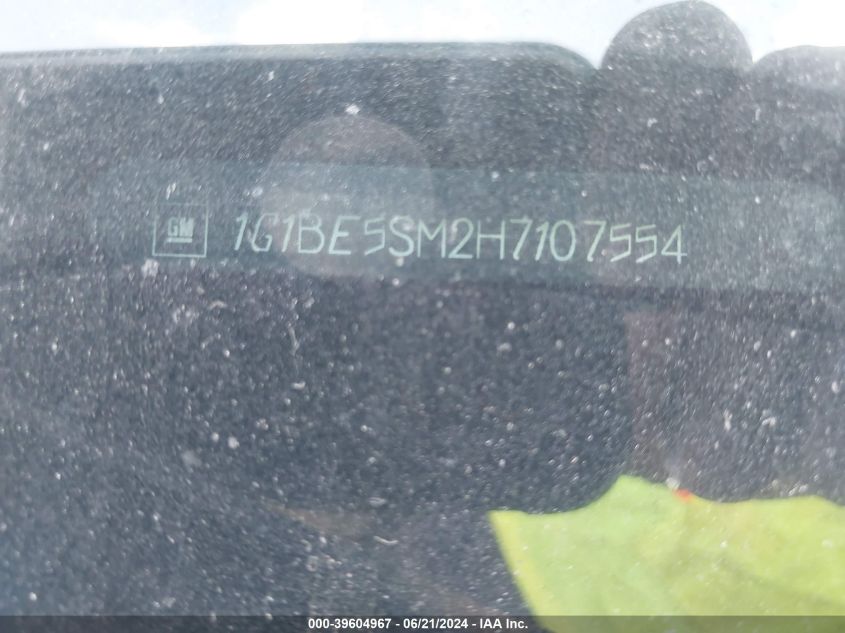 GM 1G1BE5SM2H7107554
000-39604967 - 06/21/2024 - IAA Inc.